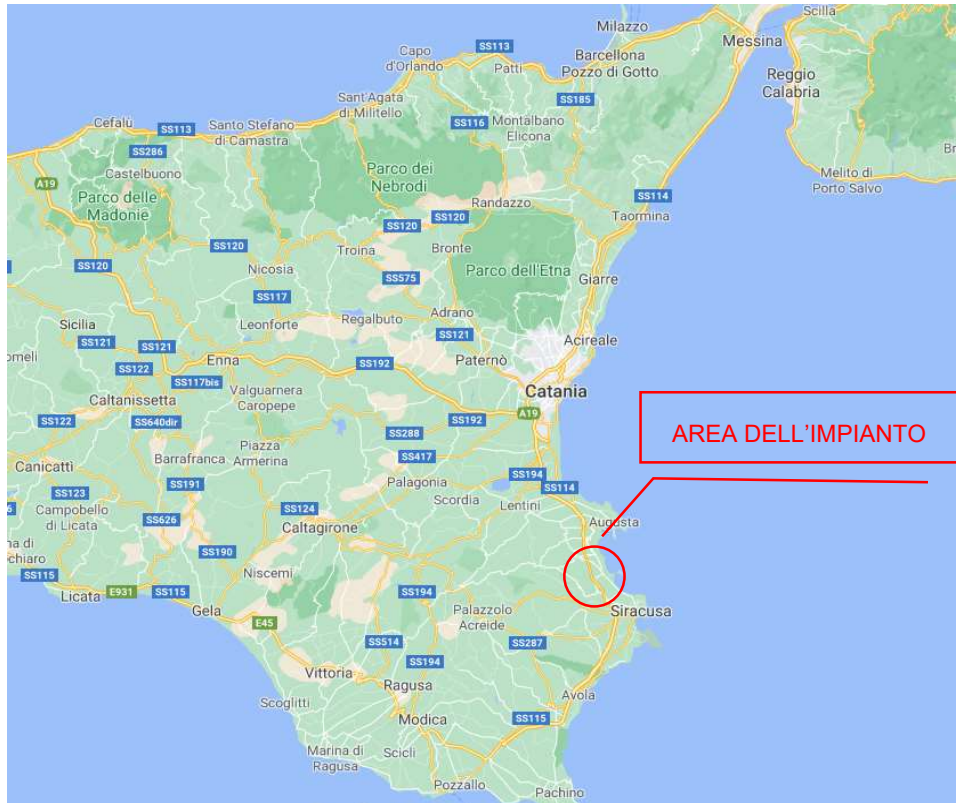 Scilla
Milazzo
Messina
SS113
Capo
d'Orlando
Patti
Barcellona
Pozzo di Gotto
Reggio
Calabria
Sant'Agata
di Militello
SS185
Cefalù
SS113
Santo Stefano
di Camastra
SS116
Montalbano
Elicona
SS286
Castelbuono
Parco dei
Nebrodi
Melito di
Porto Salvo
A19
Parco delle
Madonie
Randazzo
SS114
Taormina
SS120
SS120
SS120
Troina
Bronte
SS120
Nicosia
Parco dell'Etna
SS575
Giarre
SS117
Sicilia
Leonforte
Regalbuto
Adrano
SS121
Acireale
SS121
SS121
Enna
SS192
Paternò
SS122
SS117bis
Caltanissetta
Valguarnera
Caropepe
Catania
A19
SS122
SS640dir
SS192
SS288
AREA DELL'IMPIANTO
Piazza
Armerina
Barrafranca
SS417
Canicattì
SS191
Palagonia
SS194
SS114
SS123
Campobello
di Licata
SS626
SS124
Scordia
Lentini
Caltagirone
Augusta
SS190
Niscemi
SS115
Licata
E931
SS115
Gela
SS194
Palazzolo
Acreide
Siracusa
E45
SS514
SS287
Vittoria
SS194
Ragusa
Avola
Scoglitti
Modica
SS115
Marina di
Ragusa
Scicli
Pozzallo
Pachino